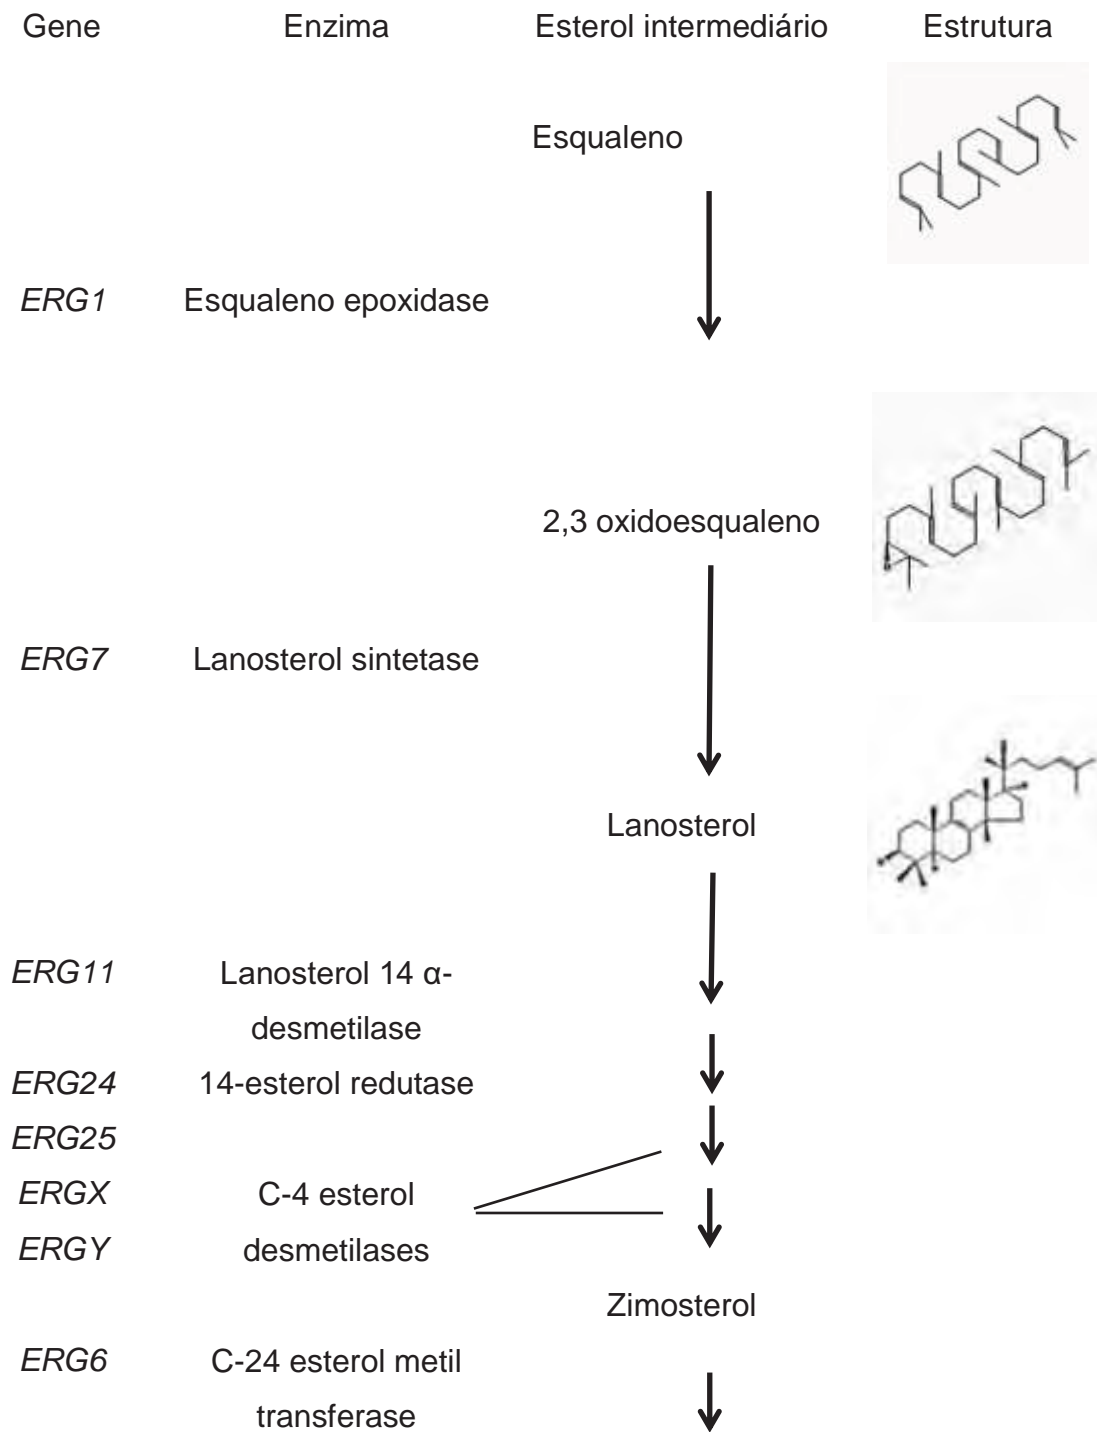 Gene Enzima Esterol intermediário Estrutura
Esqualeno
ERG1 Esqualeno epoxidase
2,3 oxidoesqualeno
ERG7 Lanosterol sintetase
Lanosterol
ERG11 Lanosterol 14 α-
desmetilase
ERG24 14-esterol redutase
ERG25
ERGX C-4 esterol
ERGY desmetilases
Zimosterol
ERG6 C-24 esterol metil
transferase